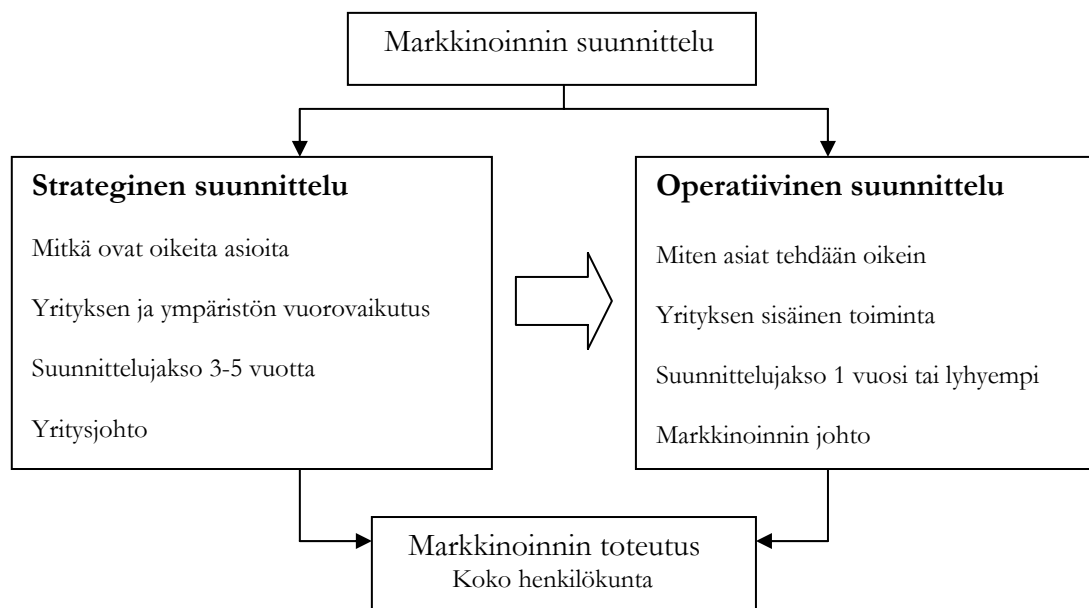 Markkinoinnin suunnittelu
Strateginen suunnittelu
Mitkä ovat oikeita asioita
Yrityksen ja ympäristön vuorovaikutus
Suunnittelujakso 3-5 vuotta
Yritysjohto
Operatiivinen suunnittelu
Miten asiat tehdään oikein
Yrityksen sisäinen toiminta
Suunnittelujakso 1 vuosi tai lyhyempi
Markkinoinnin johto
Markkinoinnin toteutus
Koko henkilökunta